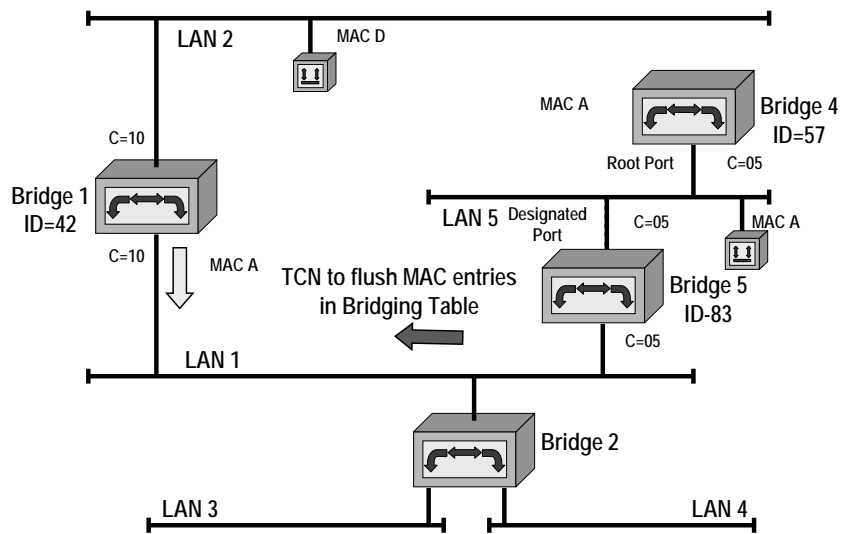 LAN 2
MAC D
MAC A
Bridge 4
ID=57
C=10
Root Port
C=05
Bridge 1
ID=42
LAN 5
Designated
Port
C=05
MAC A
C=10
MAC A
TCN to flush MAC entries
in Bridging Table
Bridge 5
ID-83
C=05
LAN 1
Bridge 2
LAN 3
LAN 4